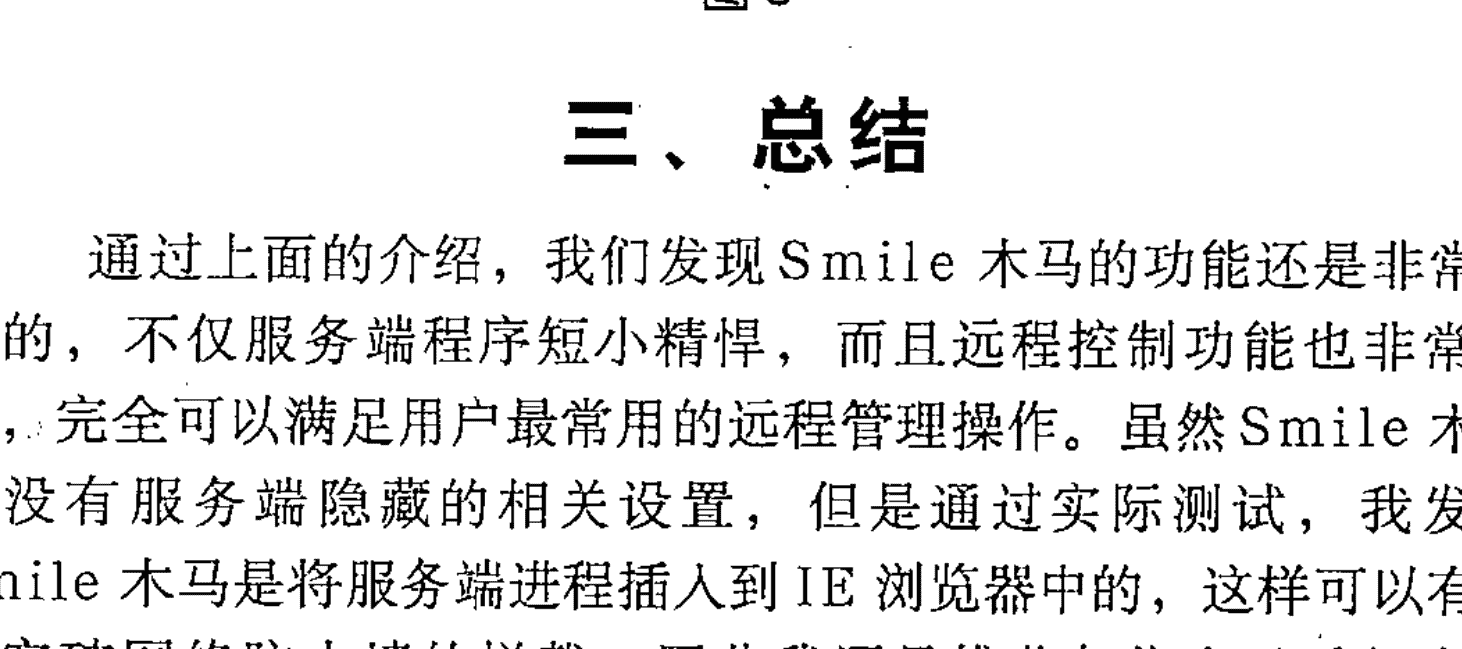 三、总结
通过上面的介绍，我们发现Smile 木马的功能还是非常
的，不仅服务端程序短小精悍，而且远程控制功能也非常
，完全可以满足用户最常用的远程管理操作。虽然Smile 木
没有服务端隐藏的相关设置，但是通过实际测试，我发
mile 木马是将服务端进程插入到IE 浏览器中的，这样可以有